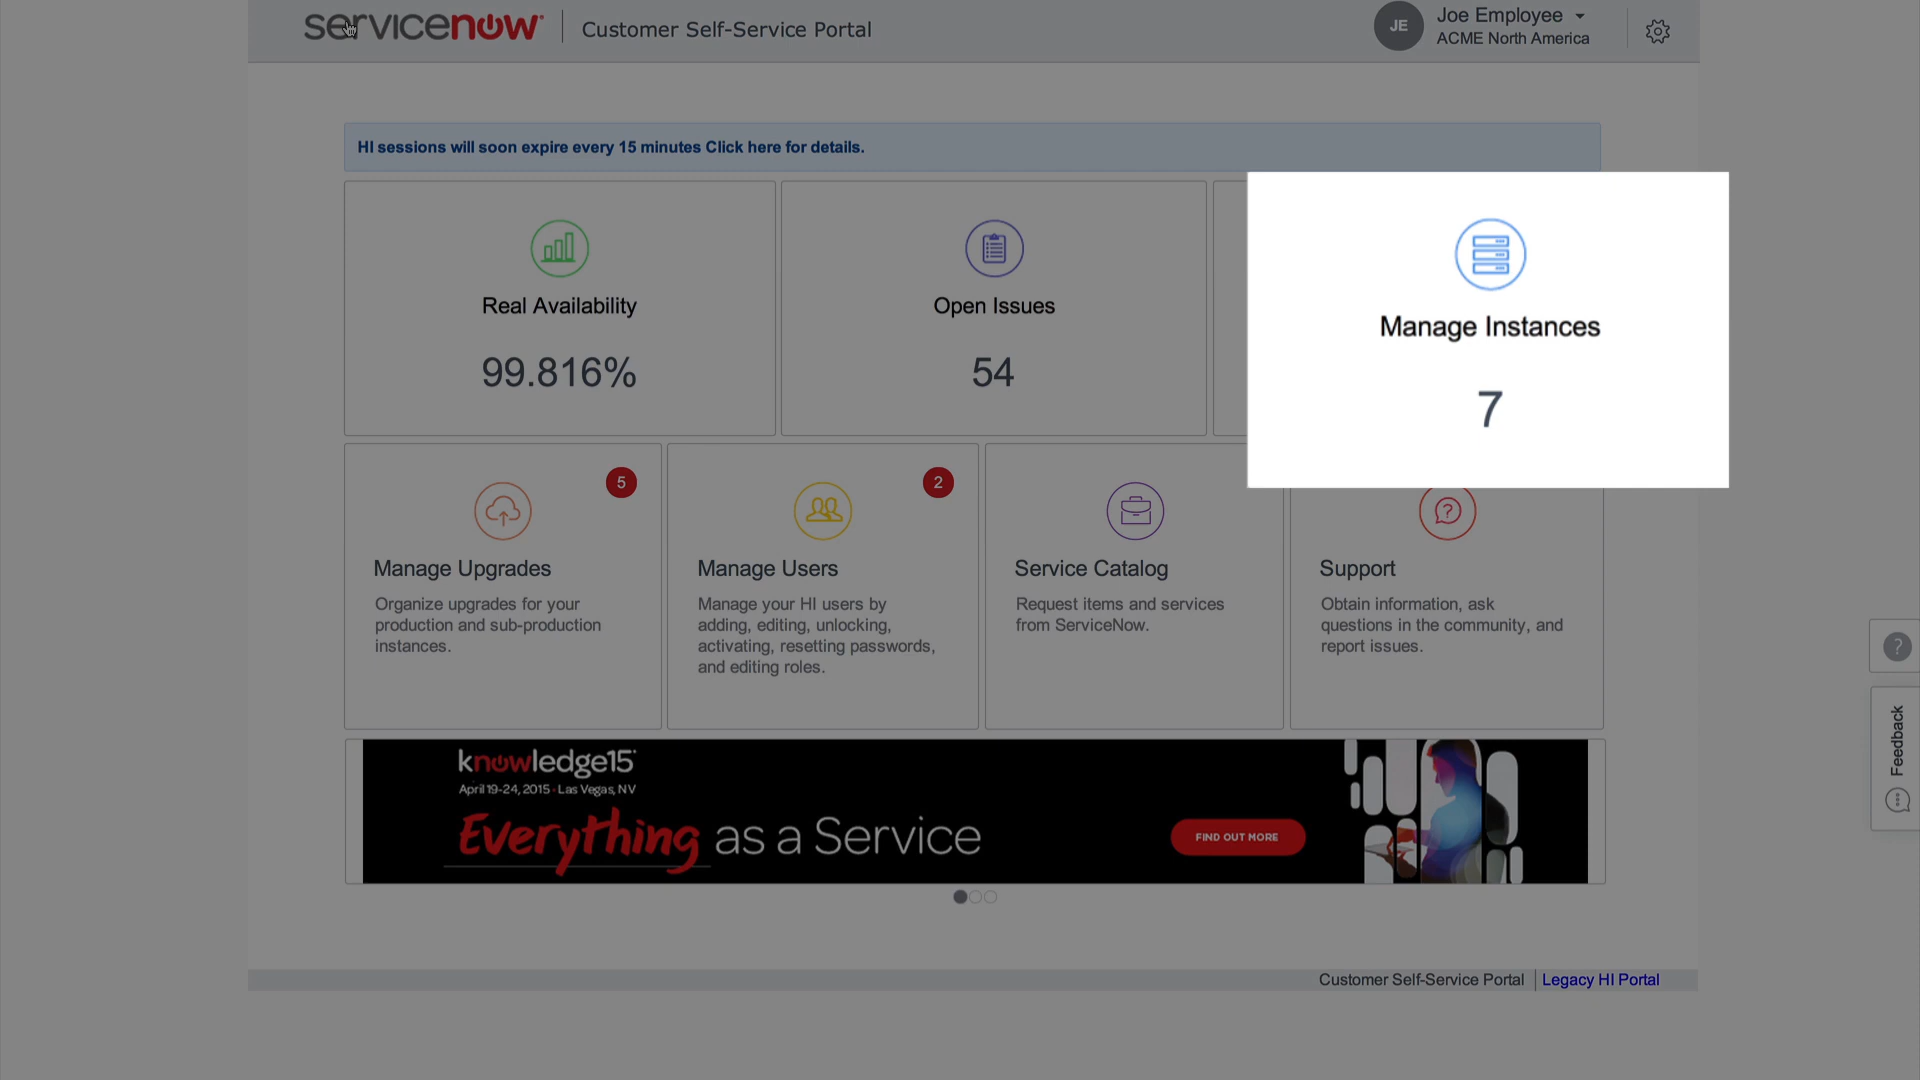 servicenow
Customer Self-Service Portal
JE
Joe Employee
ACME North America
HI sessions will soon expire every 15 minutes Click here for details.
Real Availability
99.816%
Open Issues
54
Manage Instances
7
5
Manage Upgrades
Organize upgrades for your
production and sub-production
instances.
2
Manage Users
Manage your HI users by
adding, editing, unlocking,
activating, resetting passwords,
and editing roles.
Service Catalog
Request items and services
from ServiceNow.
?
Support
Obtain information, ask
questions in the community, and
report issues.
?
Feedback
knowledge15
April 19-24, 2015 • Las Vegas, NV
Everything as a Service
FIND OUT MORE
Customer Self-Service Portal
Legacy HI Portal